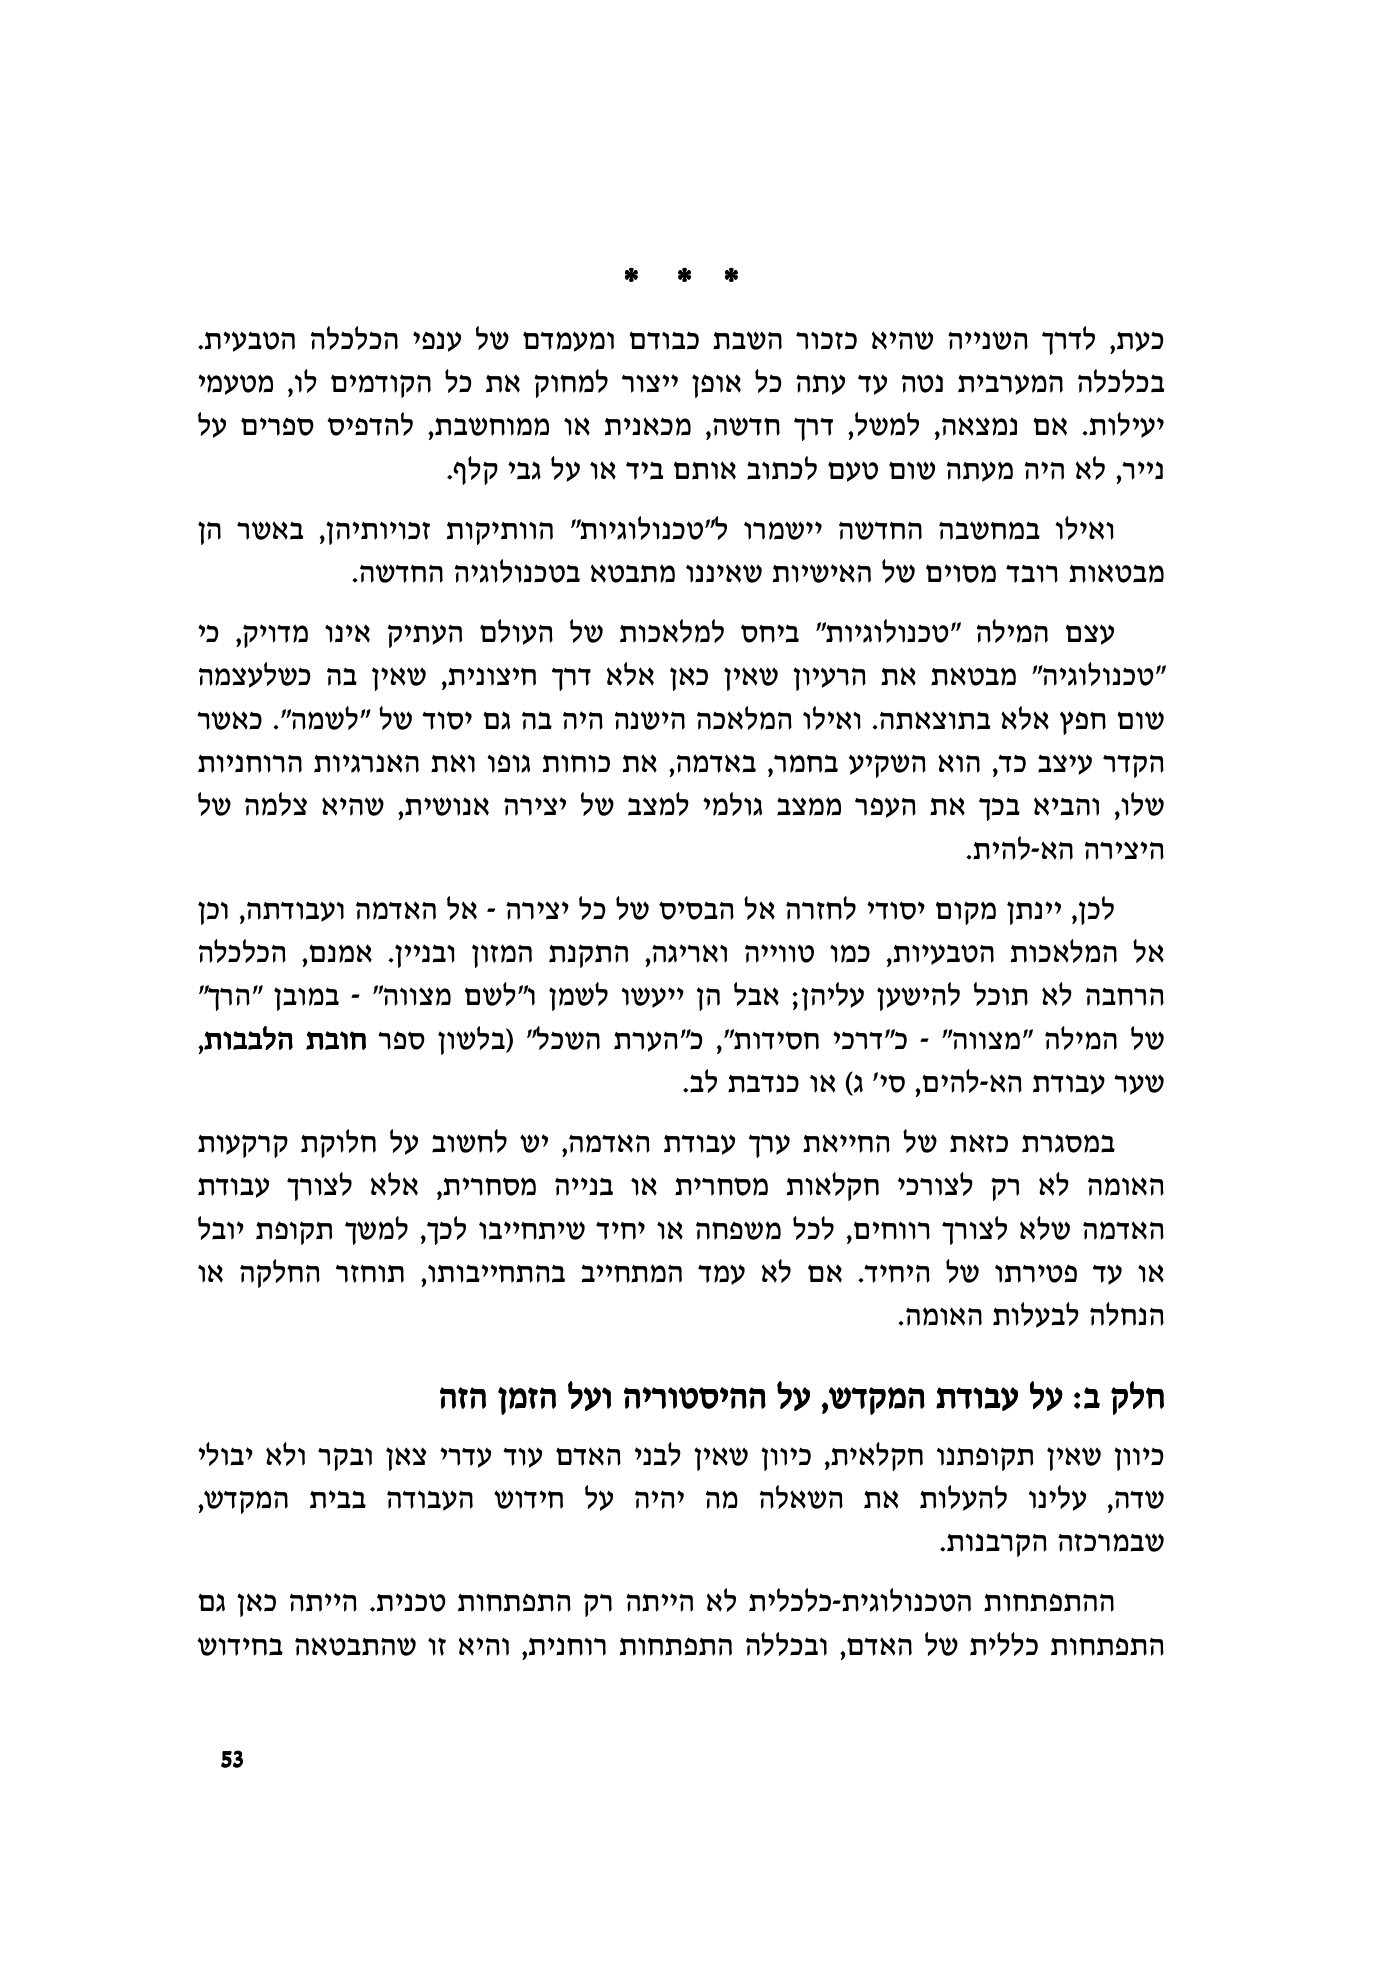 * * *
כעת, לדרך השנייה שהיא כזכור השבת כבודם ומעמדם של ענפי הכלכלה הטבעית.
בכלכלה המערבית נטה עד עתה כל אופן ייצור למחוק את כל הקודמים לו, מטעמי
יעילות. אם נמצאה, למשל, דרך חדשה, מכאנית או ממוחשבת, להדפיס ספרים על
נייר, לא היה מעתה שום טעם לכתוב אותם ביד או על גבי קלף.
ואילו במחשבה החדשה יישמרו ל"טכנולוגיות" הוותיקות זכויותיהן, באשר הן
מבטאות רובד מסוים של האישיות שאיננו מתבטא בטכנולוגיה החדשה.
עצם המילה "טכנולוגיות" ביחס למלאכות של העולם העתיק אינו מדויק, כי
"טכנולוגיה" מבטאת את הרעיון שאין כאן אלא דרך חיצונית, שאין בה כשלעצמה
שום חפץ אלא בתוצאתה. ואילו המלאכה הישנה היה בה גם יסוד של "לשמה". כאשר
הקדר עיצב כד, הוא השקיע בחמר, באדמה, את כוחות גופו ואת האנרגיות הרוחניות
שלו, והביא בכך את העפר ממצב גולמי למצב של יצירה אנושית, שהיא צלמה של
היצירה הא-להית.
לכן, יינתן מקום יסודי לחזרה אל הבסיס של כל יצירה - אל האדמה ועבודתה, וכן
אל המלאכות הטבעיות, כמו טווייה ואריגה, התקנת המזון ובניין. אמנם, הכלכלה
הרחבה לא תוכל להישען עליהן; אבל הן ייעשו לשמן ו"לשם מצווה" - במובן "הרך"
של המילה "מצווה" - כ"דרכי חסידות", כ"הערת השכל" (בלשון ספר חובת הלבבות,
שער עבודת הא-להים, סי' ג) או כנדבת לב.
במסגרת כזאת של החייאת ערך עבודת האדמה, יש לחשוב על חלוקת קרקעות
האומה לא רק לצורכי חקלאות מסחרית או בנייה מסחרית, אלא לצורך עבודת
האדמה שלא לצורך רווחים, לכל משפחה או יחיד שיתחייבו לכך, למשך תקופת יובל
או עד פטירתו של היחיד. אם לא עמד המתחייב בהתחייבותו, תוחזר החלקה או
הנחלה לבעלות האומה.
חלק ב: על עבודת המקדש, על ההיסטוריה ועל הזמן הזה
כיוון שאין תקופתנו חקלאית, כיוון שאין לבני האדם עוד עדרי צאן ובקר ולא יבולי
שדה, עלינו להעלות את השאלה מה יהיה על חידוש העבודה בבית המקדש,
שבמרכזה הקרבנות.
ההתפתחות הטכנולוגית-כלכלית לא הייתה רק התפתחות טכנית. הייתה כאן גם
התפתחות כללית של האדם, ובכללה התפתחות רוחנית, והיא זו שהתבטאה בחידוש
53